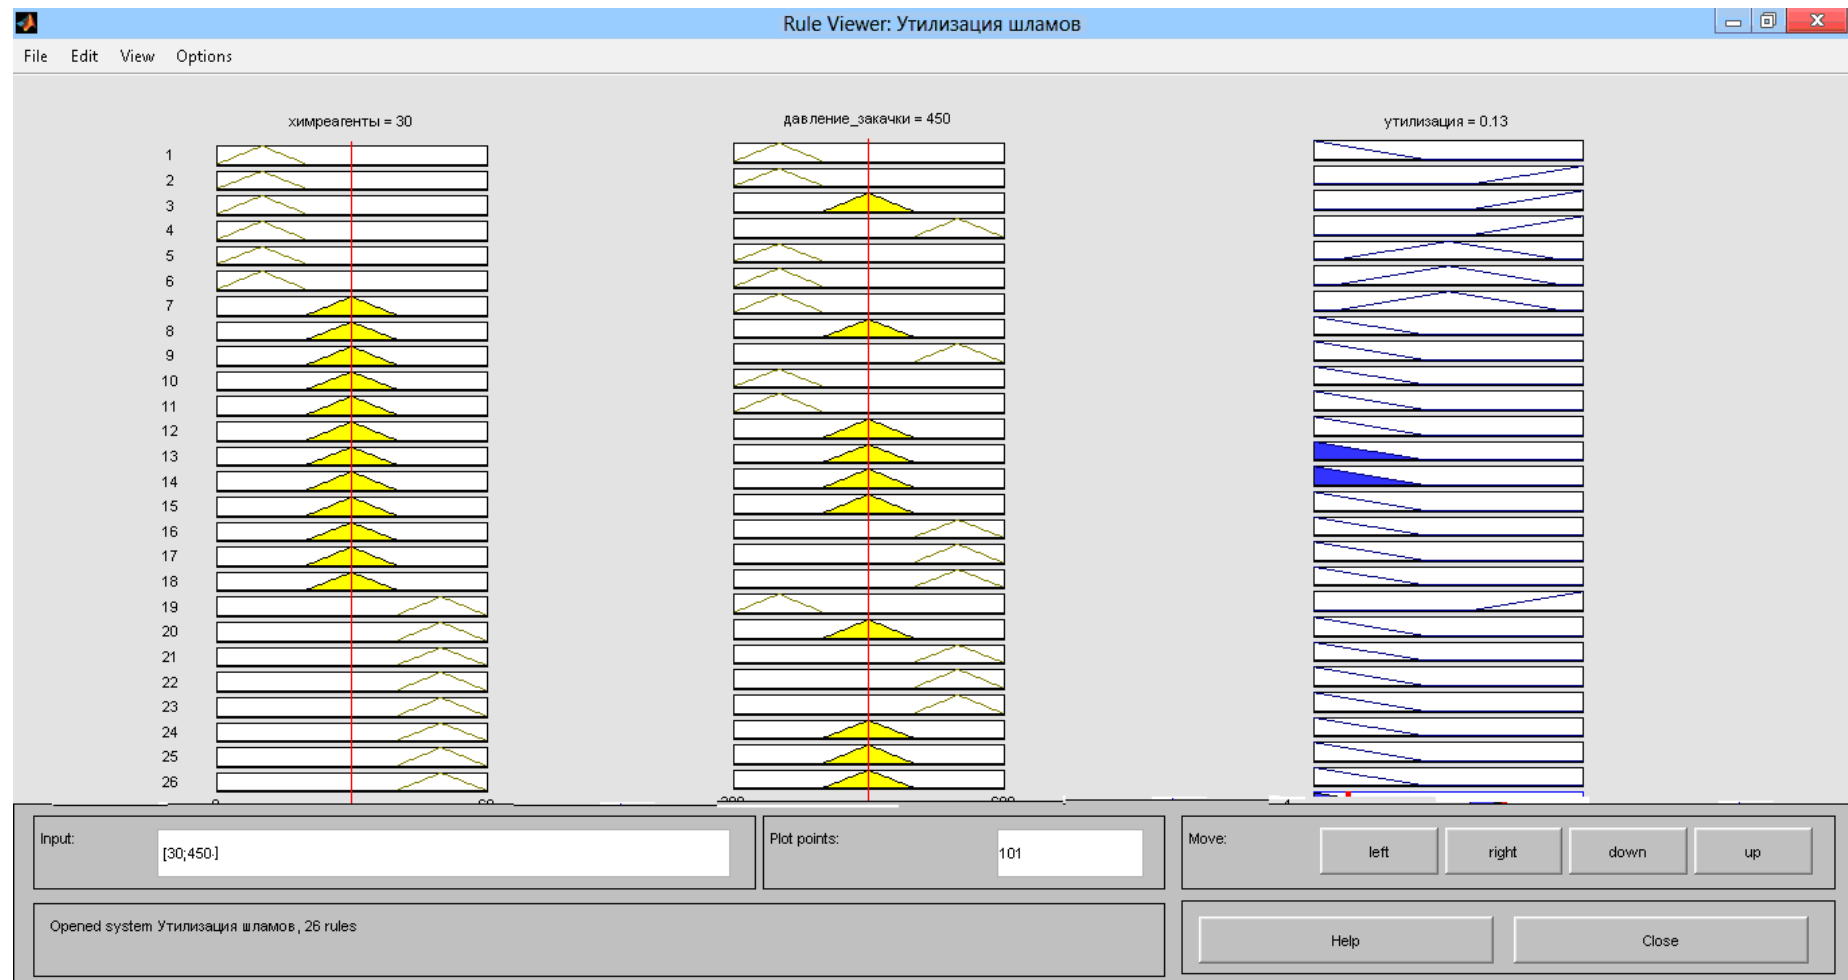 Rule Viewer: Утилизация шламов
File Edit View Options
химреагенты = 30
давление_закачки = 450
утилизация = 0.13
1
2
3
4
5
6
7
8
9
10
11
12
13
14
15
16
17
18
19
20
21
22
23
24
25
26
Input:
[30;450.]
Plot points:
101
Move:
left
right
down
up
Opened system Утилизация шламов, 26 rules
Help
Close